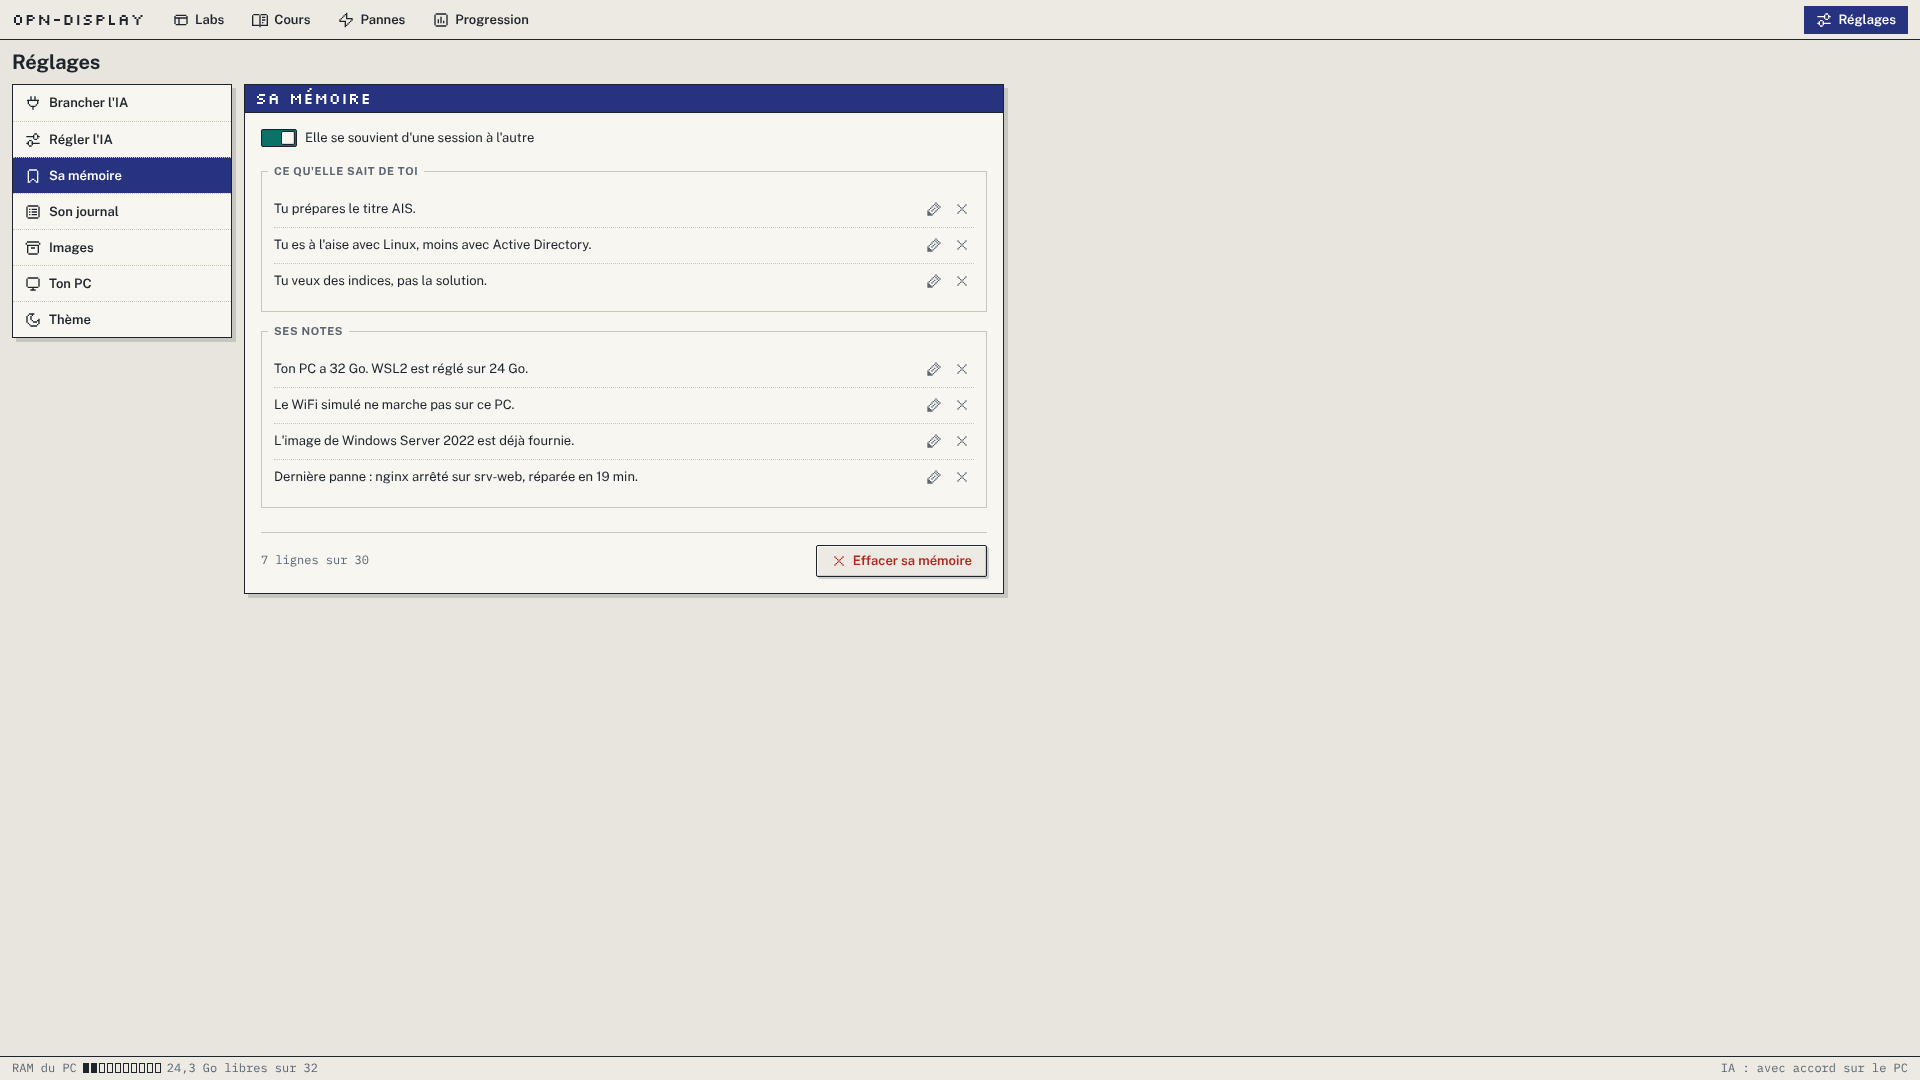 OPN-DISPLAY
Labs
Cours
Pannes
Progression
Réglages
Réglages
Brancher l'IA
Régler l'IA
Sa mémoire
Son journal
Images
Ton PC
Thème
SA MÉMOIRE
Elle se souvient d'une session à l'autre
CE QU'ELLE SAIT DE TOI
Tu prépares le titre AIS.
Tu es à l'aise avec Linux, moins avec Active Directory.
Tu veux des indices, pas la solution.
SES NOTES
Ton PC a 32 Go. WSL2 est réglé sur 24 Go.
Le WiFi simulé ne marche pas sur ce PC.
L'image de Windows Server 2022 est déjà fournie.
Dernière panne : nginx arrêté sur srv-web, réparée en 19 min.
7 lignes sur 30
Effacer sa mémoire
RAM du PC
24,3 Go libres sur 32
IA : avec accord sur le PC